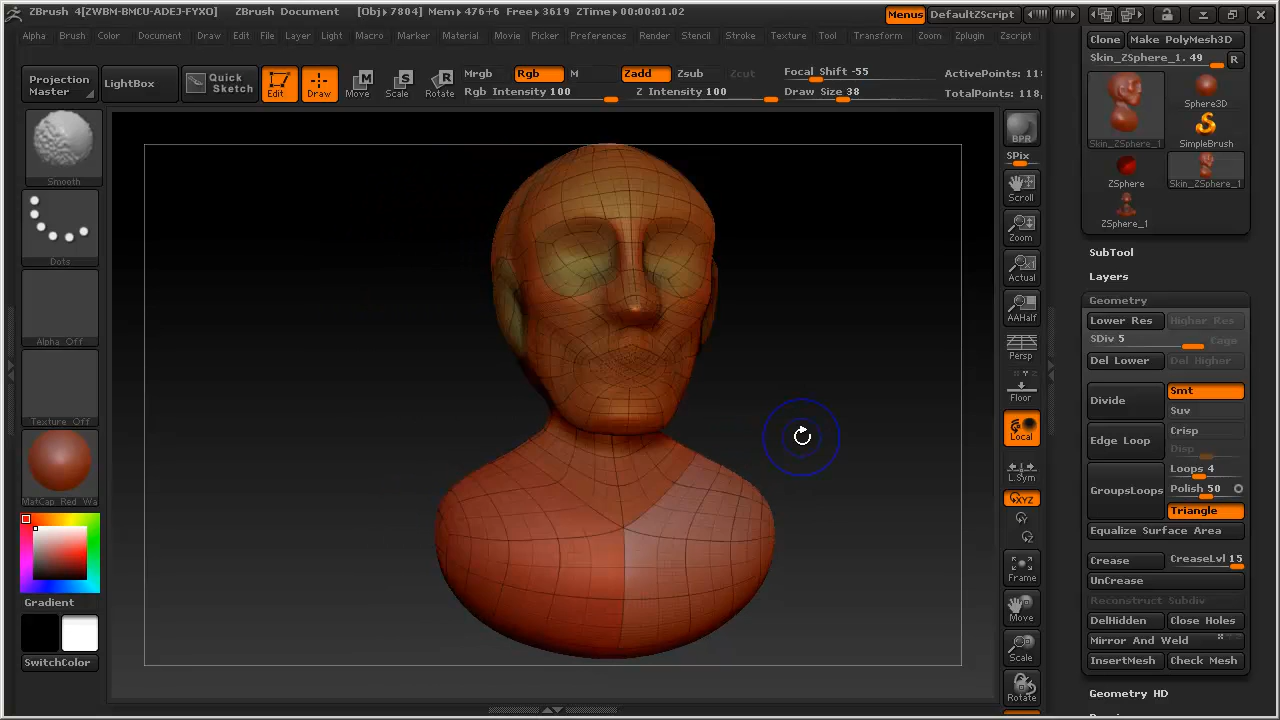 ZBrush 4[ZWBM-BMCU-ADEJ-FYXO] ZBrush Document [Obj▸7804] Mem▸476+6 Free▸3619 ZTime▸00:00:01.02 Menus DefaultZScript
Alpha Brush Color Document Draw Edit File Layer Light Macro Marker Material Movie Picker Preferences Render Stencil Stroke Texture Tool Transform Zoom Zplugin Zscript
Projection Master
LightBox
Quick Sketch
Edit
Draw
Move
Scale
Rotate
Mrgb Rgb M
Rgb Intensity 100
Zadd Zsub Zcut
Z Intensity 100
Focal Shift -55
Draw Size 38
ActivePoints: 11
TotalPoints: 118,
Smooth
Dots
Alpha Off
Texture Off
MatCap Red Wa
Gradient
SwitchColor
BPR
SPix
Scroll
Zoom
Actual
AAHalf
Persp
Floor
Local
L.Sym
XYZ
Y
Z
Frame
Move
Scale
Rotate
Clone Make PolyMesh3D
Skin_ZSphere_1. 49 R
Skin_ZSphere_1
Sphere3D
SimpleBrush
ZSphere
Skin_ZSphere_1
ZSphere_1
SubTool
Layers
Geometry
Lower Res Higher Res
SDiv 5 Cage
Del Lower Del Higher
Divide Smt
Suv
Edge Loop Crisp
Disp
GroupsLoops Loops 4
Polish 50
Triangle
Equalize Surface Area
Crease CreaseLvl 15
UnCrease
Reconstruct Subdiv
DelHidden Close Holes
Mirror And Weld
InsertMesh Check Mesh
Geometry HD